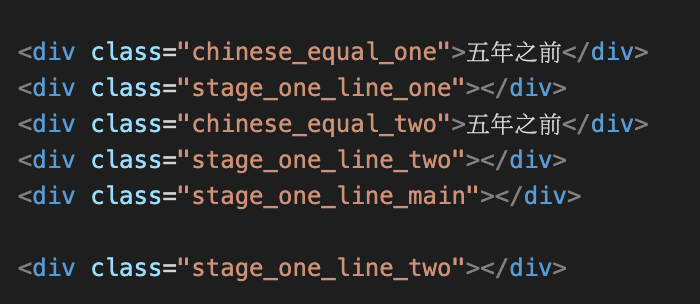 <div class="chinese_equal_one">五年之前</div>
<div class="stage_one_line_one"></div>
<div class="chinese_equal_two">五年之前</div>
<div class="stage_one_line_two"></div>
<div class="stage_one_line_main"></div>
<div class="stage_one_line_two"></div>